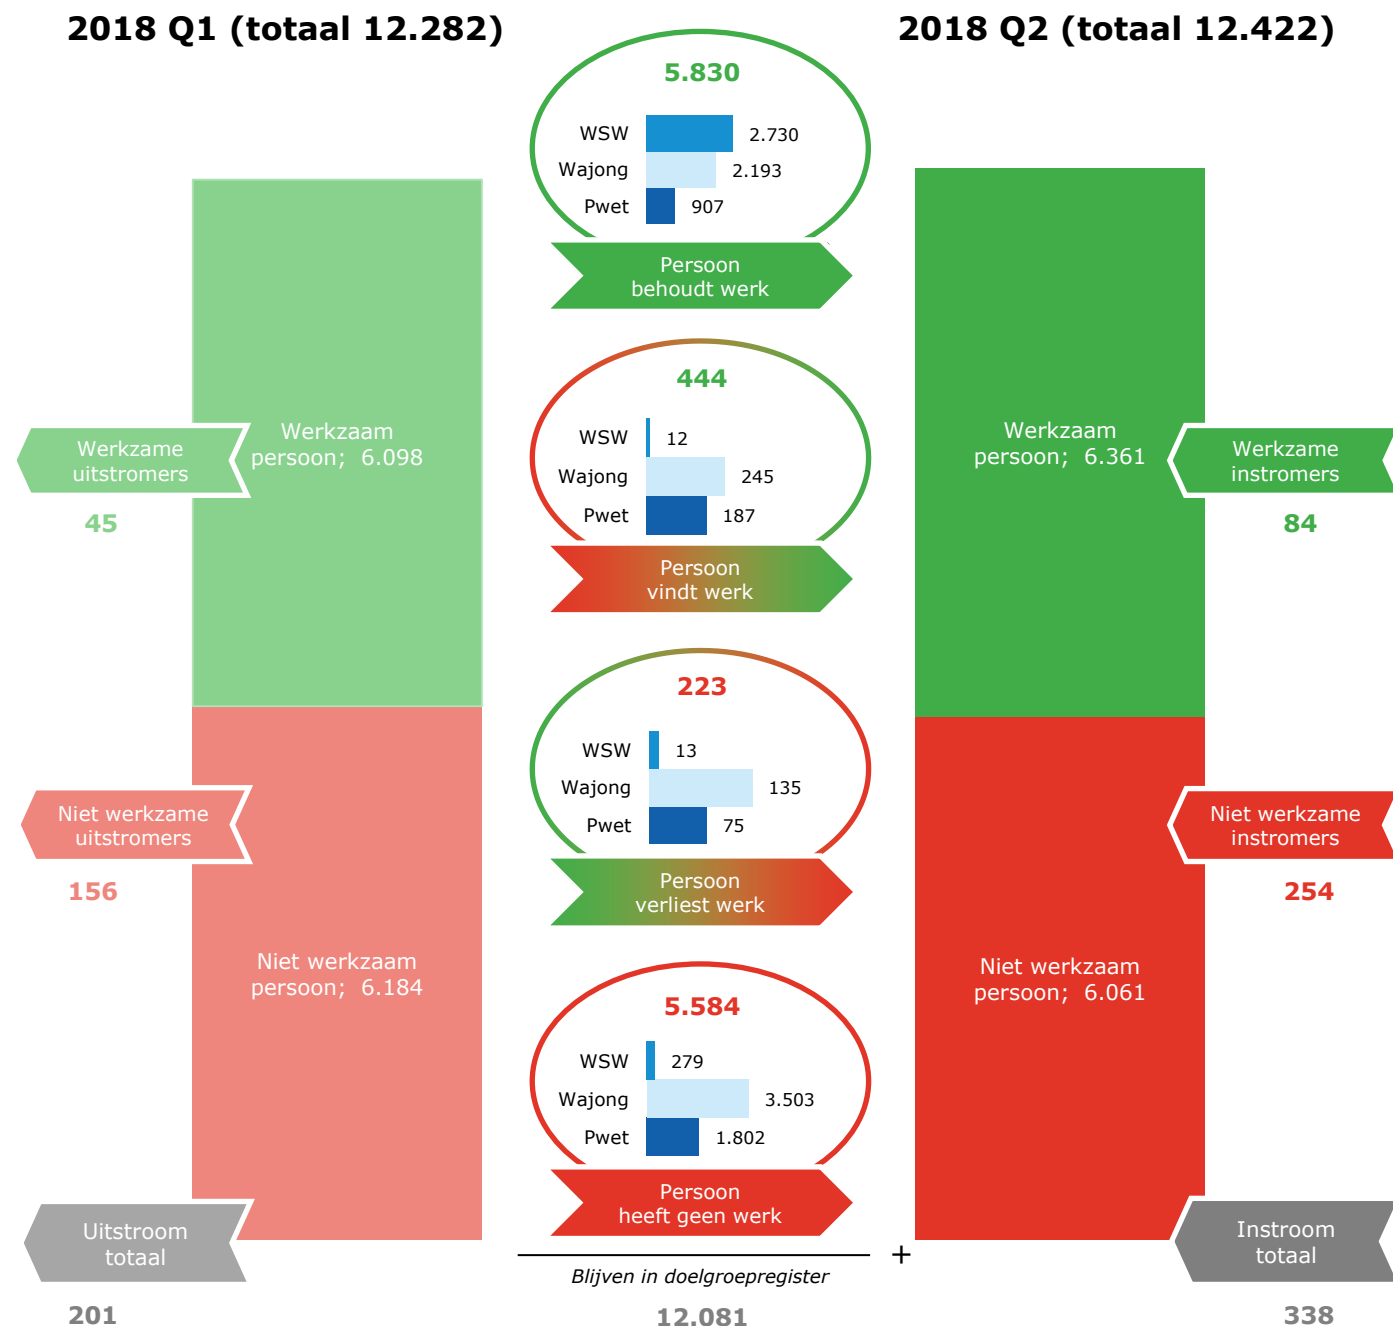 2018 Q1 (totaal 12.282)
2018 Q2 (totaal 12.422)
5.830
WSW 2.730
Wajong 2.193
Pwet 907
Persoon
behoudt werk
444
WSW 12
Wajong 245
Pwet 187
Persoon
vindt werk
223
WSW 13
Wajong 135
Pwet 75
Persoon
verliest werk
5.584
WSW 279
Wajong 3.503
Pwet 1.802
Persoon
heeft geen werk
Blijven in doelgroepregister
12.081
+
Werkzaam
persoon; 6.098
Werkzame
uitstromers
45
Niet werkzame
uitstromers
156
Niet werkzaam
persoon; 6.184
Uitstroom
totaal
201
Werkzaam
persoon; 6.361
Werkzame
instromers
84
Niet werkzame
instromers
254
Niet werkzaam
persoon; 6.061
Instroom
totaal
338